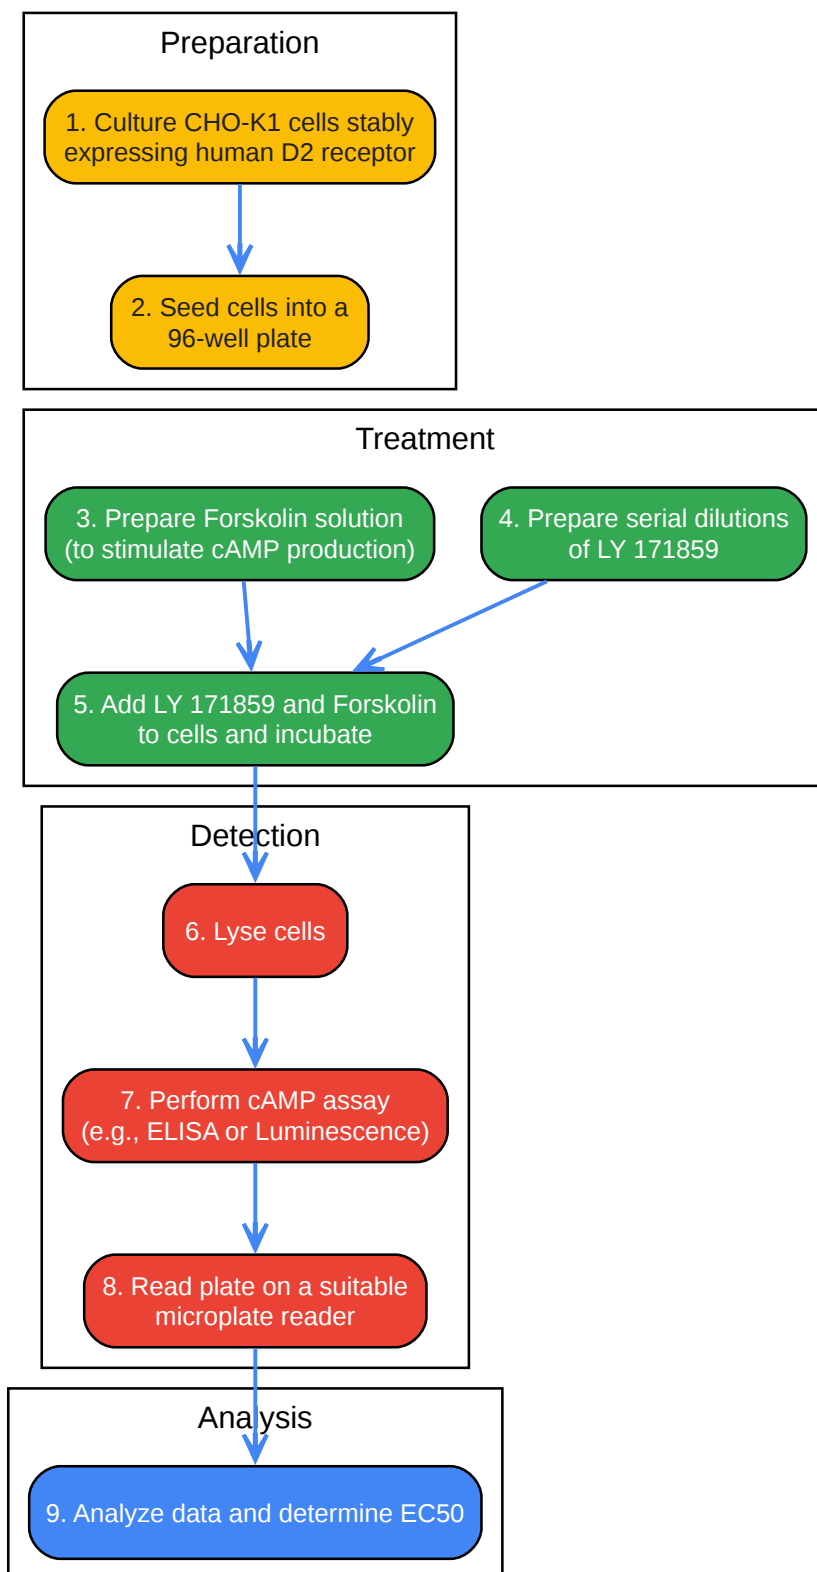 Preparation
1. Culture CHO-K1 cells stably
expressing human D2 receptor
2. Seed cells into a
96-well plate
Treatment
3. Prepare Forskolin solution
(to stimulate cAMP production)
4. Prepare serial dilutions
of LY 171859
5. Add LY 171859 and Forskolin
to cells and incubate
Detection
6. Lyse cells
7. Perform cAMP assay
(e.g., ELISA or Luminescence)
8. Read plate on a suitable
microplate reader
Analysis
9. Analyze data and determine EC50